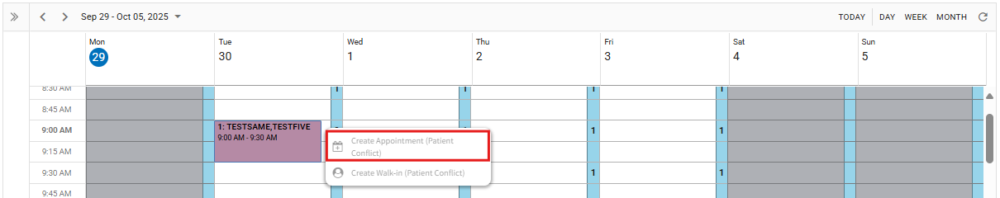 Sep 29 - Oct 05, 2025
TODAY DAY WEEK MONTH
Mon Tue Wed Thu Fri Sat Sun
29 30 1 2 3 4 5
8:30 AM 1 1 1 1
8:45 AM
9:00 AM 1: TESTSAME,TESTFIVE 1 1
9:00 AM - 9:30 AM
Create Appointment (Patient
9:15 AM Conflict)
9:30 AM Create Walk-in (Patient Conflict) 1 1
9:45 AM